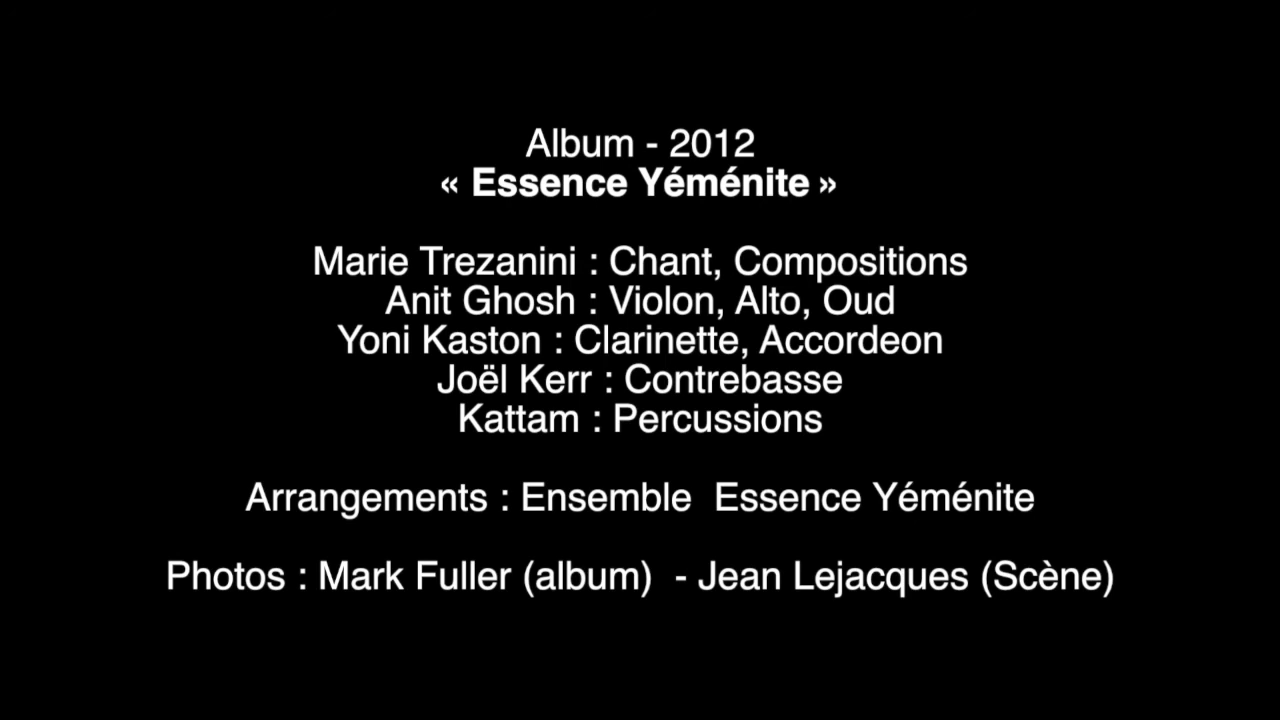 Album - 2012
« Essence Yéménite »
Marie Trezanini : Chant, Compositions
Anit Ghosh : Violon, Alto, Oud
Yoni Kaston : Clarinette, Accordeon
Joël Kerr : Contrebasse
Kattam : Percussions
Arrangements : Ensemble  Essence Yéménite
Photos : Mark Fuller (album)  - Jean Lejacques (Scène)